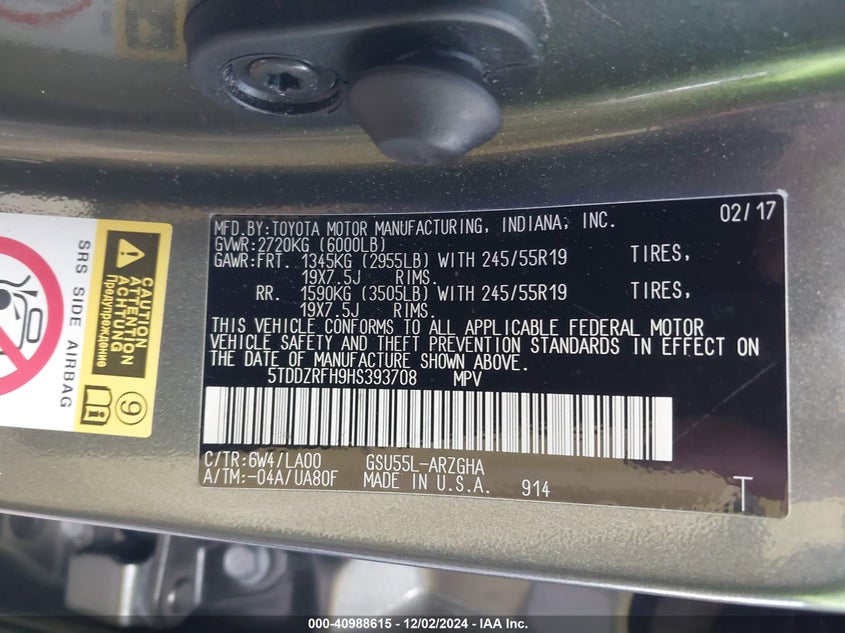 MFD.BY:TOYOTA MOTOR MANUFACTURING, INDIANA, INC. 02/17
GVWR:2720KG (6000LB)
GAWR:FRT. 1345KG (2955LB) WITH 245/55R19 TIRES,
19X7.5J RIMS.
RR. 1590KG (3505LB) WITH 245/55R19 TIRES,
19X7.5J RIMS.
THIS VEHICLE CONFORMS TO ALL APPLICABLE FEDERAL MOTOR
VEHICLE SAFETY AND THEFT PREVENTION STANDARDS IN EFFECT ON
THE DATE OF MANUFACTURE SHOWN ABOVE.
5TDDZRFH9HS393708 MPV
C/TR:6W4/LA00 GSU55L-ARZGHA
A/TM:-04A/UA80F MADE IN U.S.A. 914 T
CAUTION
ATTENTION
ACHTUNG
Предупреждение
SRS SIDE AIRBAG
9
000-40988615 - 12/02/2024 - IAA Inc.